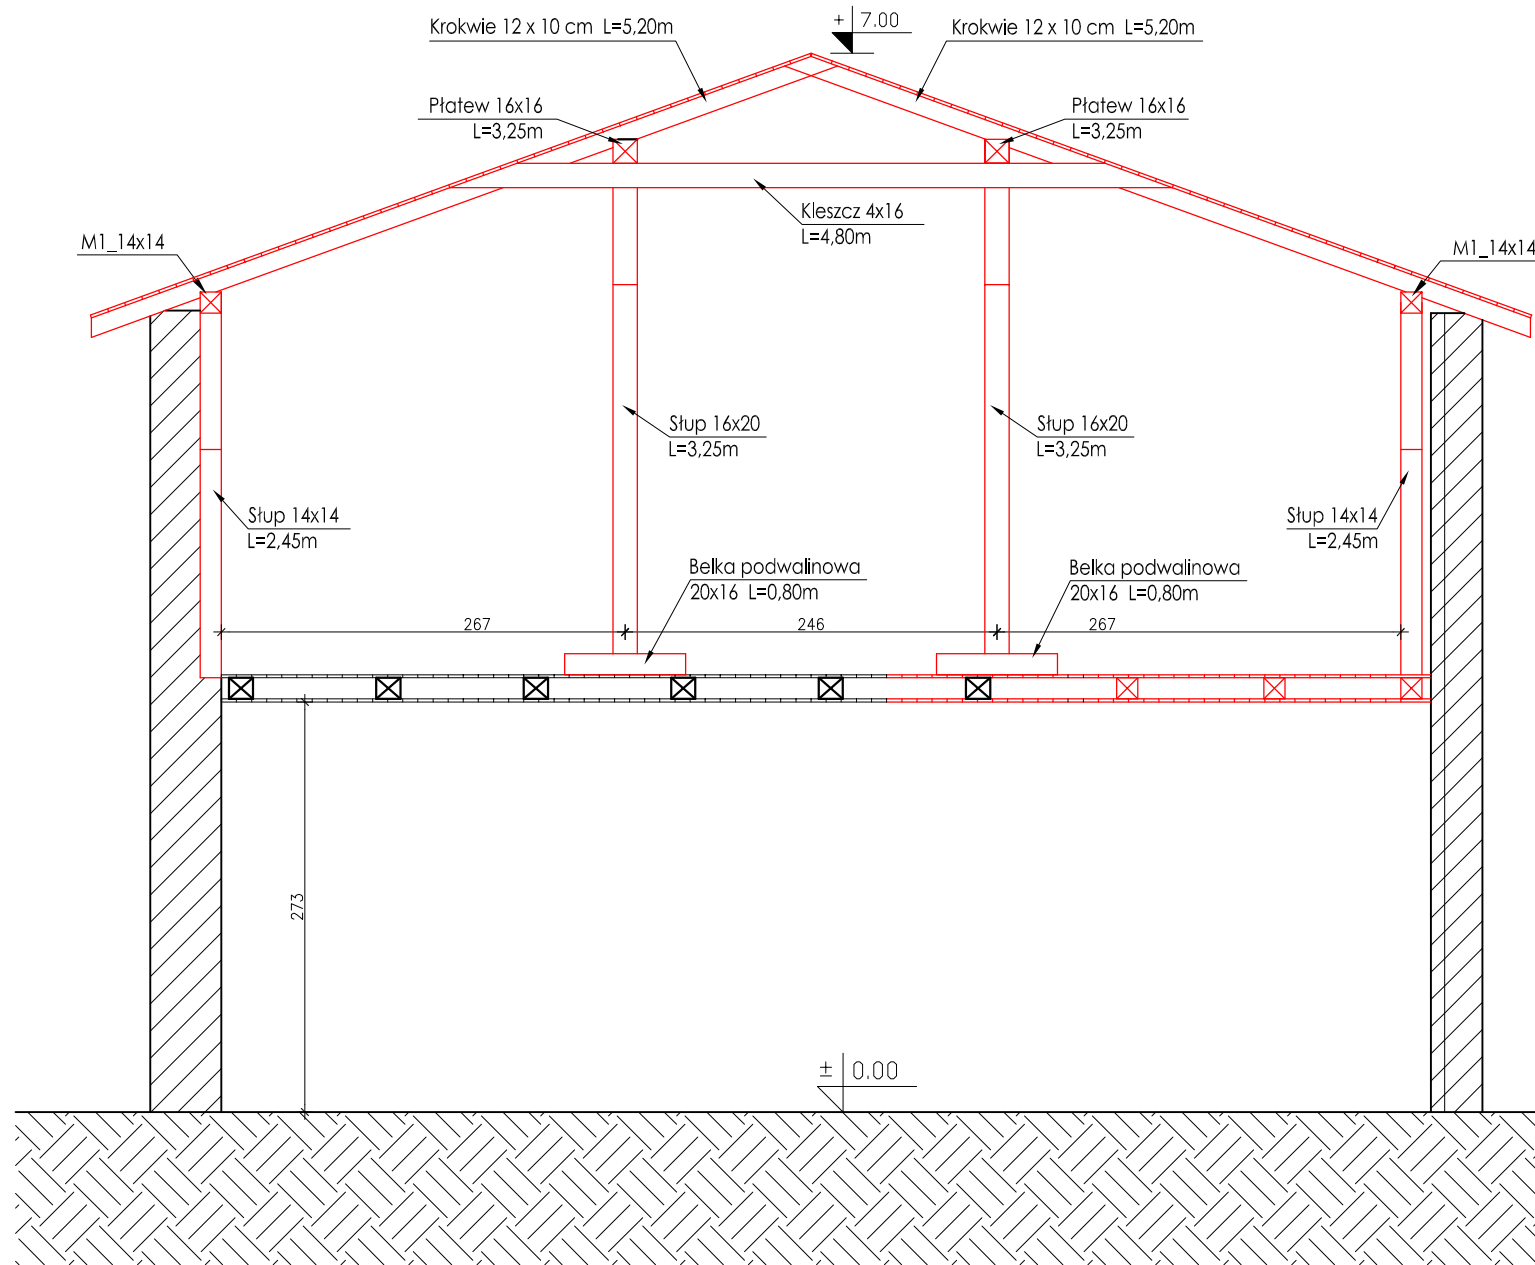 Krokwie 12 x 10 cm L=5,20m
+ 7.00
Krokwie 12 x 10 cm L=5,20m
Płatew 16x16
L=3,25m
Płatew 16x16
L=3,25m
Kleszcz 4x16
L=4,80m
M1_14x14
M1_14x14
Słup 16x20
L=3,25m
Słup 16x20
L=3,25m
Słup 14x14
L=2,45m
Słup 14x14
L=2,45m
Belka podwalinowa
20x16 L=0,80m
Belka podwalinowa
20x16 L=0,80m
267
246
267
273
± 0.00